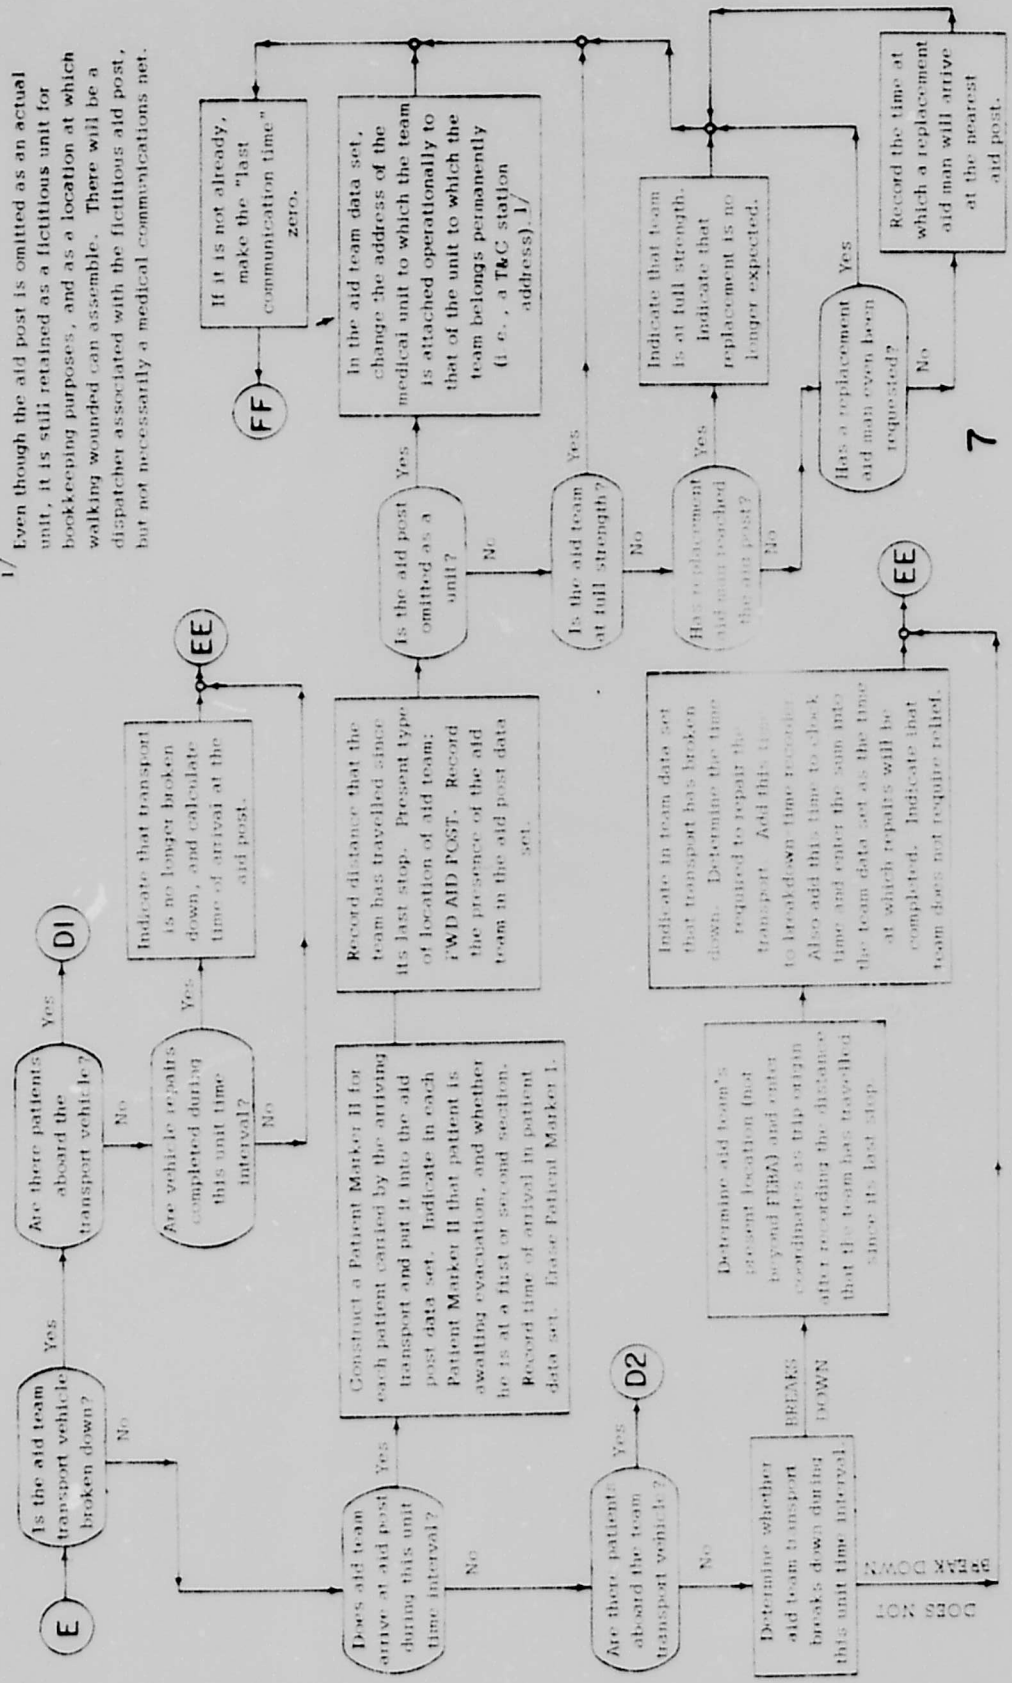 1/
Even though the aid post is omitted as an actual
unit, it is still retained as a fictitious unit for
bookkeeping purposes, and as a location at which
walking wounded can assemble. There will be a
dispatcher associated with the fictitious aid post,
but not necessarily a medical communications net.
E
Is the aid team
transport vehicle
broken down?
Yes
No
Are there patients
aboard the
transport vehicle?
Yes
D1
No
Are vehicle repairs
completed during
this unit time
interval?
Yes
No
Indicate that transport
is no longer broken
down, and calculate
time of arrival at the
aid post.
EE
Does aid team
arrive at aid post
during this unit
time interval?
Yes
No
Construct a Patient Marker II for
each patient carried by the arriving
transport and put it into the aid
post data set. Indicate in each
Patient Marker II that patient is
awaiting evacuation, and whether
he is at a first or second section.
Record time of arrival in patient
data set. Erase Patient Marker I.
Record distance that the
team has travelled since
its last stop. Present type
of location of aid team:
FWD AID POST. Record
the presence of the aid
team in the aid post data
set.
Is the aid post
omitted as a
unit?
Yes
No
In the aid team data set,
change the address of the
medical unit to which the team
is attached operationally to
that of the unit to which the
team belongs permanently
(i e., a T&C station
address). 1/
If it is not already,
make the "last
communication time"
zero.
FF
Is the aid team
at full strength?
Yes
No
Has replacement
aid man reached
the aid post?
Yes
No
Indicate that team
is at full strength.
Indicate that
replacement is no
longer expected.
Has a replacement
aid man even been
requested?
Yes
No
Record the time at
which a replacement
aid man will arrive
at the nearest
aid post.
Are there patients
aboard the team
transport vehicle?
Yes
D2
No
Determine whether
aid team transport
breaks down during
this unit time interval.
BREAKS
DOWN
DOES NOT
BREAK DOWN
Determine aid team's
present location (not
beyond FEBA) and enter
coordinates as trip origin
after recording the distance
that the team has travelled
since its last stop
Indicate in team data set
that transport has broken
down. Determine the time
required to repair the
transport. Add this time
to breakdown time recorder
Also add this time to clock
time and enter the sum into
the team data set as the time
at which repairs will be
completed. Indicate that
team does not require relief.
EE
7